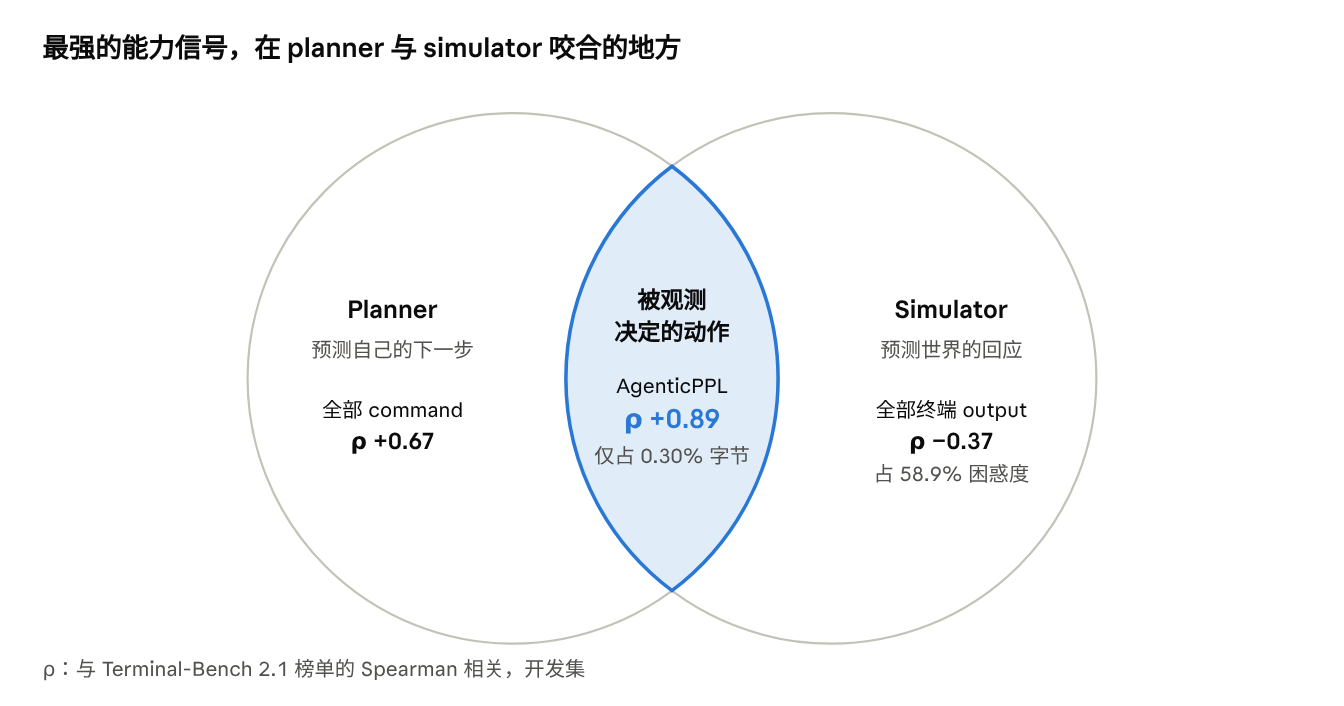 最强的能力信号，在 planner 与 simulator 咬合的地方
Planner
预测自己的下一步
全部 command
ρ +0.67
被观测
决定的动作
AgenticPPL
ρ +0.89
仅占 0.30% 字节
Simulator
预测世界的回应
全部终端 output
ρ −0.37
占 58.9% 困惑度
ρ：与 Terminal-Bench 2.1 榜单的 Spearman 相关，开发集